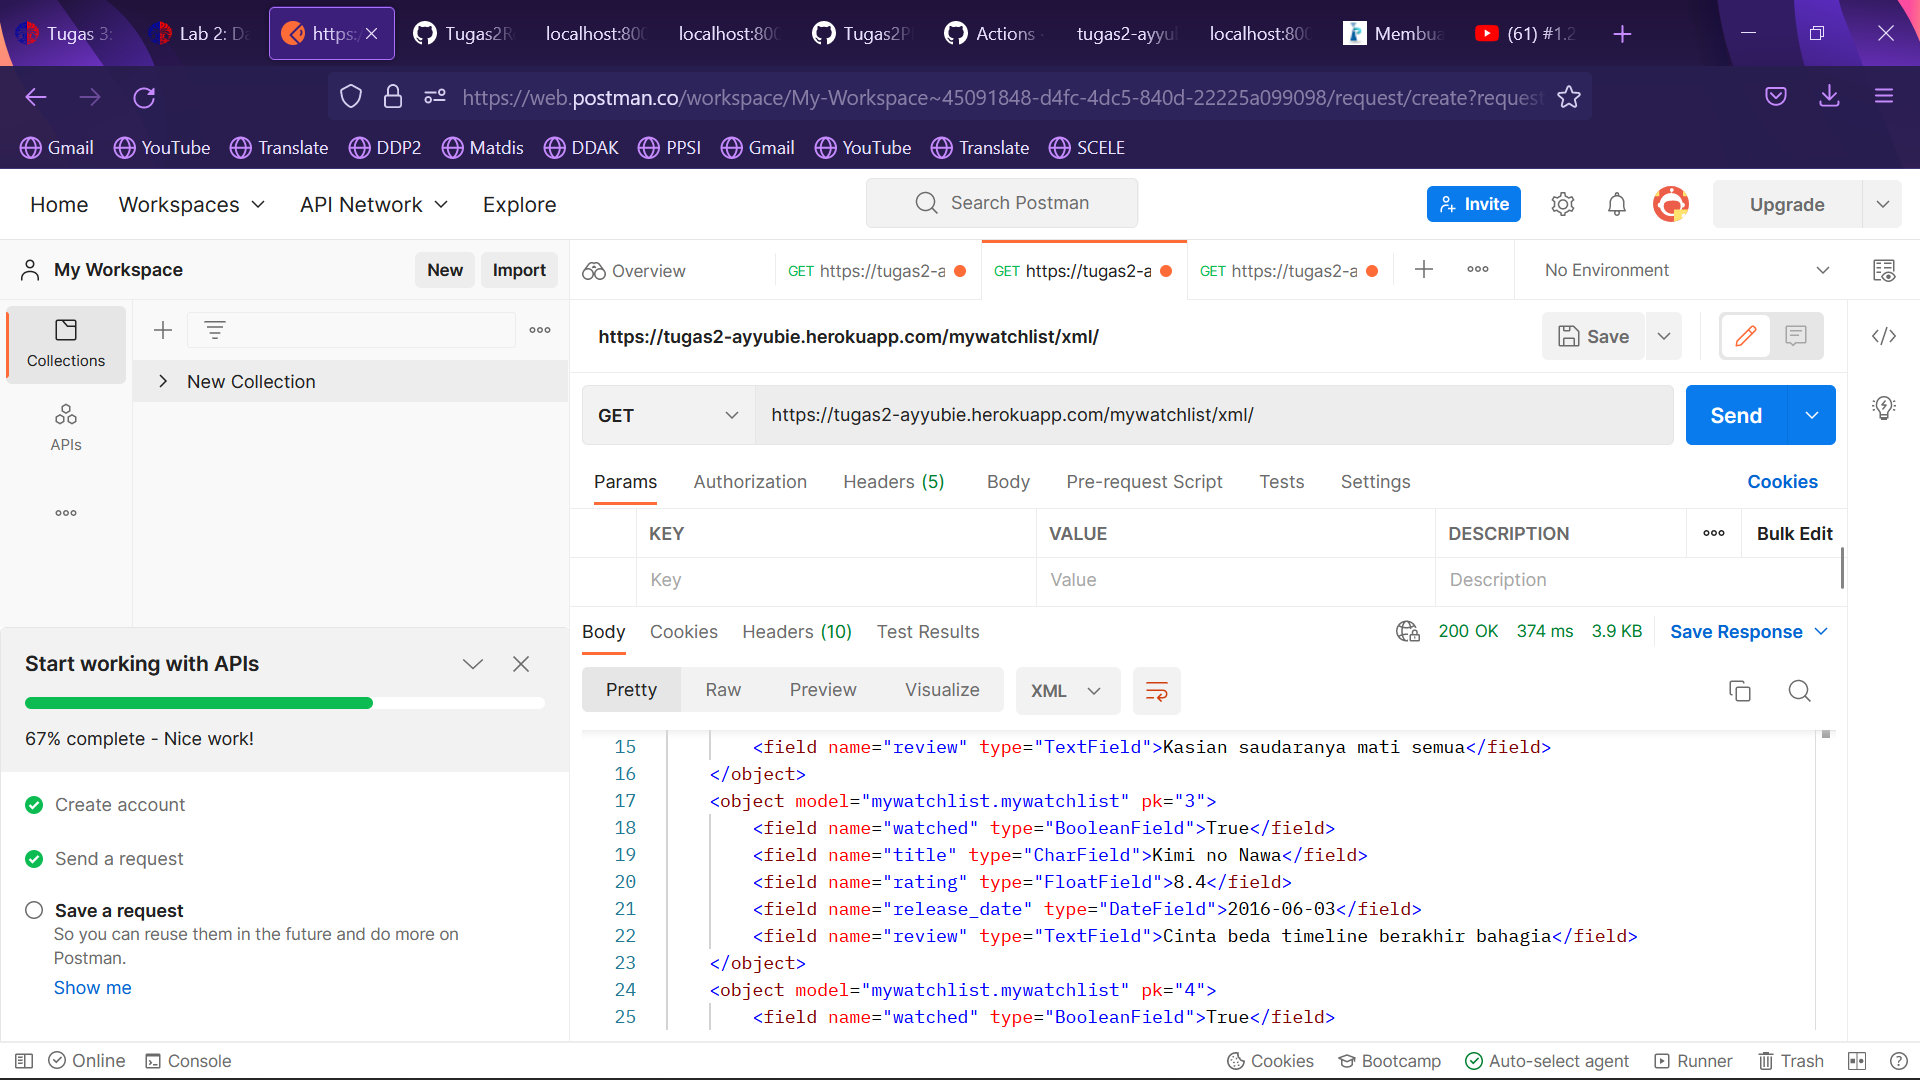 Tugas 3:
Lab 2: Da
https:/
Tugas2R
localhost:800
localhost:800
Tugas2P
Actions
tugas2-ayyul
localhost:800
Membua
(61) #1.2
https://web.postman.co/workspace/My-Workspace~45091848-d4fc-4dc5-840d-22225a099098/request/create?request
Gmail YouTube Translate DDP2 Matdis DDAK PPSI Gmail YouTube Translate SCELE
Home Workspaces API Network Explore
Search Postman
Invite
Upgrade
My Workspace
New Import
Overview
GET https://tugas2-a
GET https://tugas2-a
GET https://tugas2-a
No Environment
Collections
APIs
New Collection
https://tugas2-ayyubie.herokuapp.com/mywatchlist/xml/
Save
GET https://tugas2-ayyubie.herokuapp.com/mywatchlist/xml/
Send
Params Authorization Headers (5) Body Pre-request Script Tests Settings Cookies
KEY VALUE DESCRIPTION Bulk Edit
Key Value Description
Body Cookies Headers (10) Test Results
200 OK 374 ms 3.9 KB Save Response
Pretty Raw Preview Visualize XML
15 <field name="review" type="TextField">Kasian saudaranya mati semua</field>
16 </object>
17 <object model="mywatchlist.mywatchlist" pk="3">
18 <field name="watched" type="BooleanField">True</field>
19 <field name="title" type="CharField">Kimi no Nawa</field>
20 <field name="rating" type="FloatField">8.4</field>
21 <field name="release_date" type="DateField">2016-06-03</field>
22 <field name="review" type="TextField">Cinta beda timeline berakhir bahagia</field>
23 </object>
24 <object model="mywatchlist.mywatchlist" pk="4">
25 <field name="watched" type="BooleanField">True</field>
Start working with APIs
67% complete - Nice work!
Create account
Send a request
Save a request
So you can reuse them in the future and do more on
Postman.
Show me
Online Console
Cookies Bootcamp Auto-select agent Runner Trash